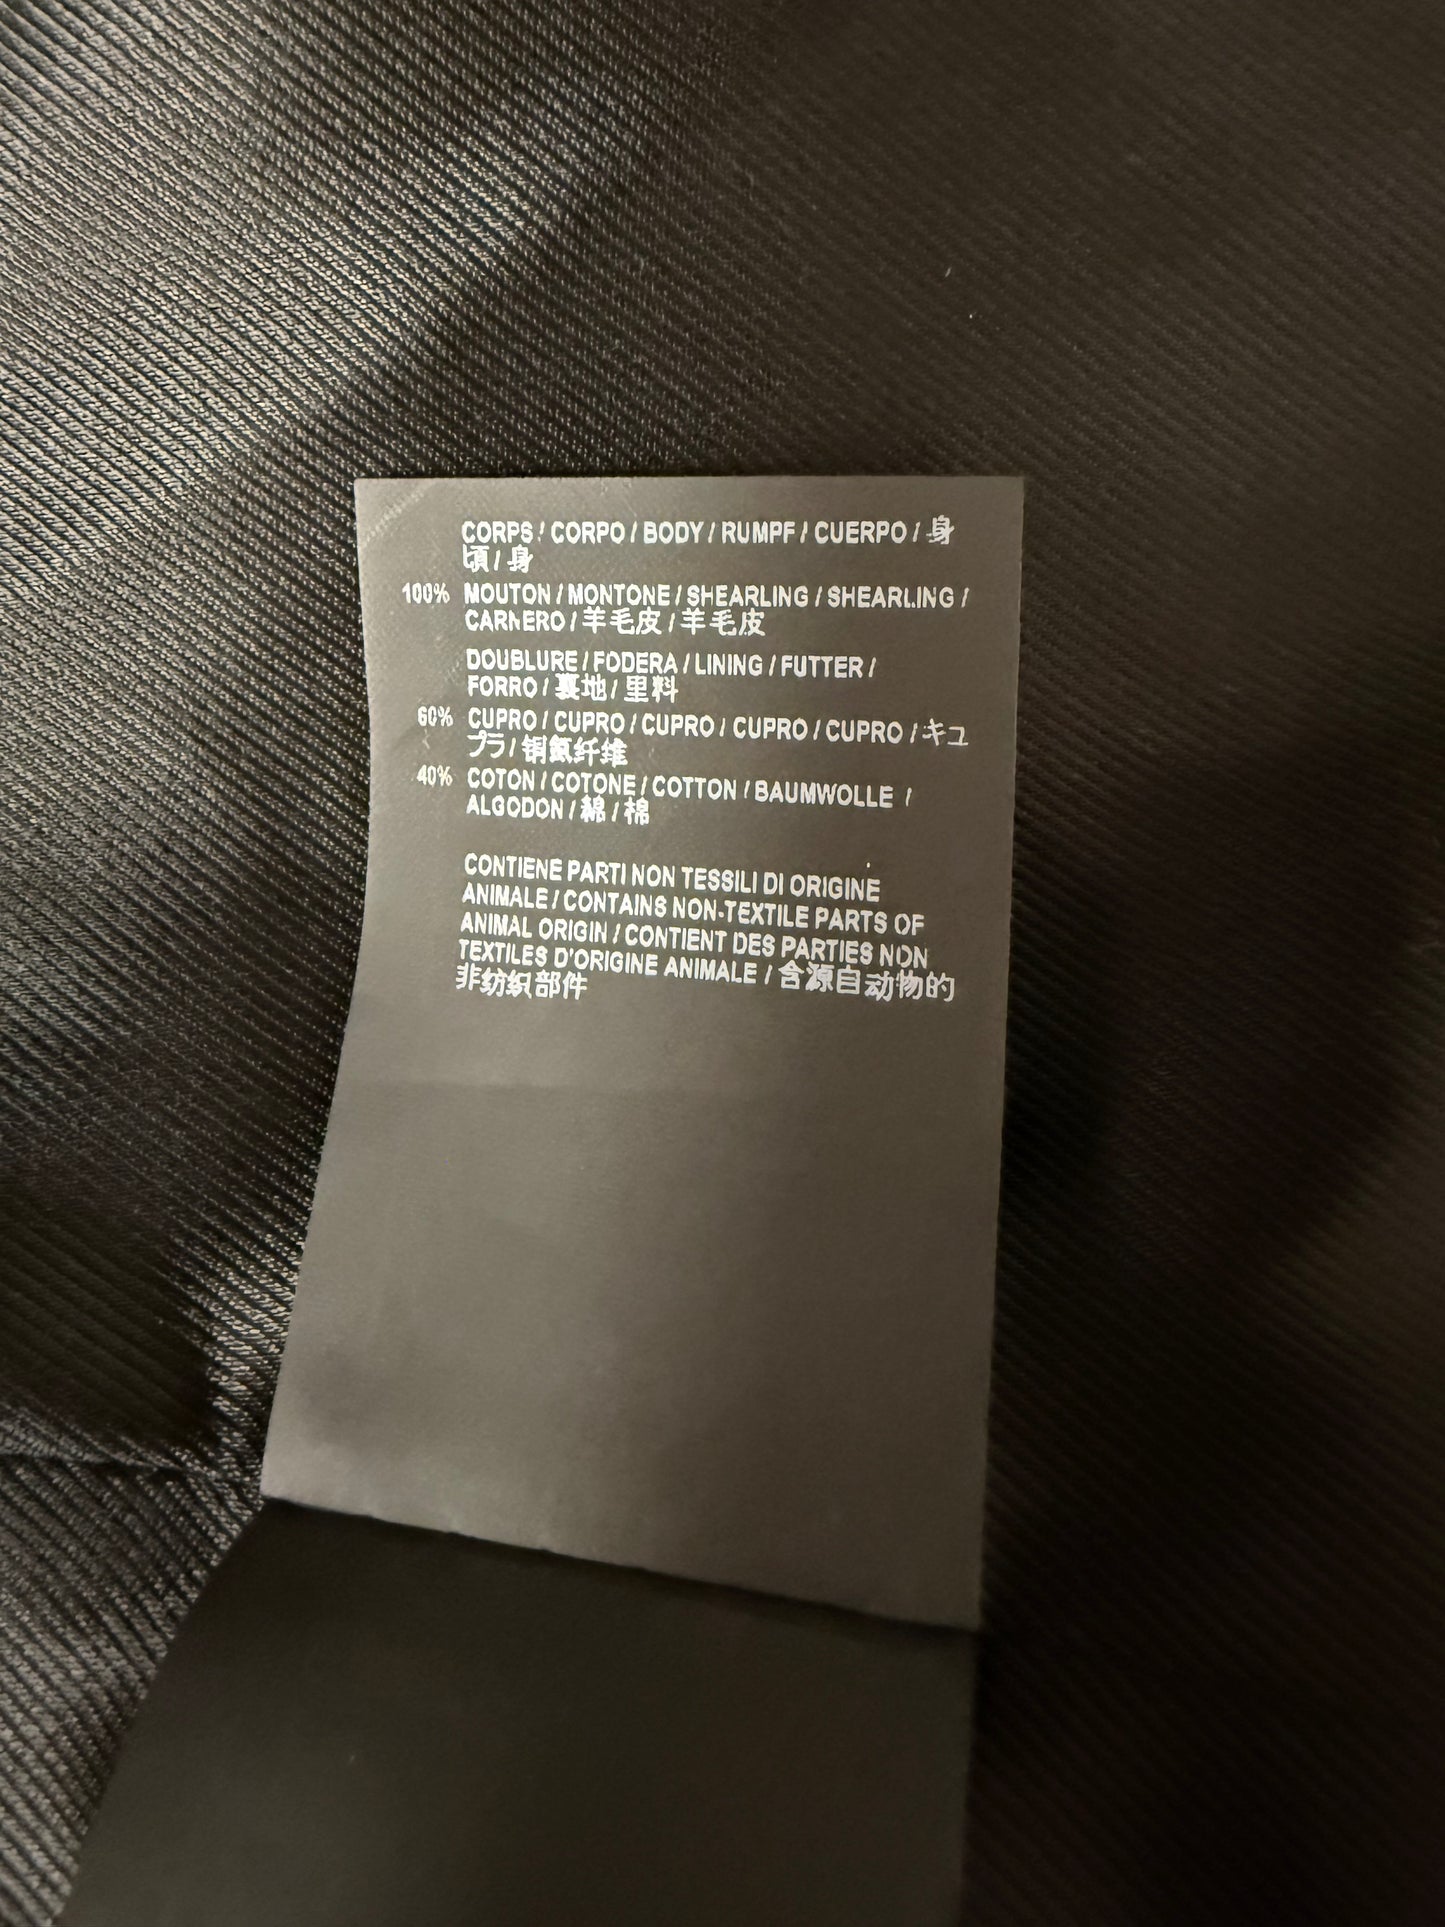 CORPS / CORPO / BODY / RUMPF / CUERPO / 身
頃 / 身
100% MOUTON / MONTONE / SHEARLING / SHEARLING /
CARNERO / 羊毛皮 / 羊毛皮
DOUBLURE / FODERA / LINING / FUTTER /
FORRO / 裏地 / 里料
60% CUPRO / CUPRO / CUPRO / CUPRO / CUPRO / キュ
プラ / 铜氨纤维
40% COTON / COTONE / COTTON / BAUMWOLLE /
ALGODON / 綿 / 棉
CONTIENE PARTI NON TESSILI DI ORIGINE
ANIMALE / CONTAINS NON-TEXTILE PARTS OF
ANIMAL ORIGIN / CONTIENT DES PARTIES NON
TEXTILES D'ORIGINE ANIMALE / 含源自动物的
非纺织部件